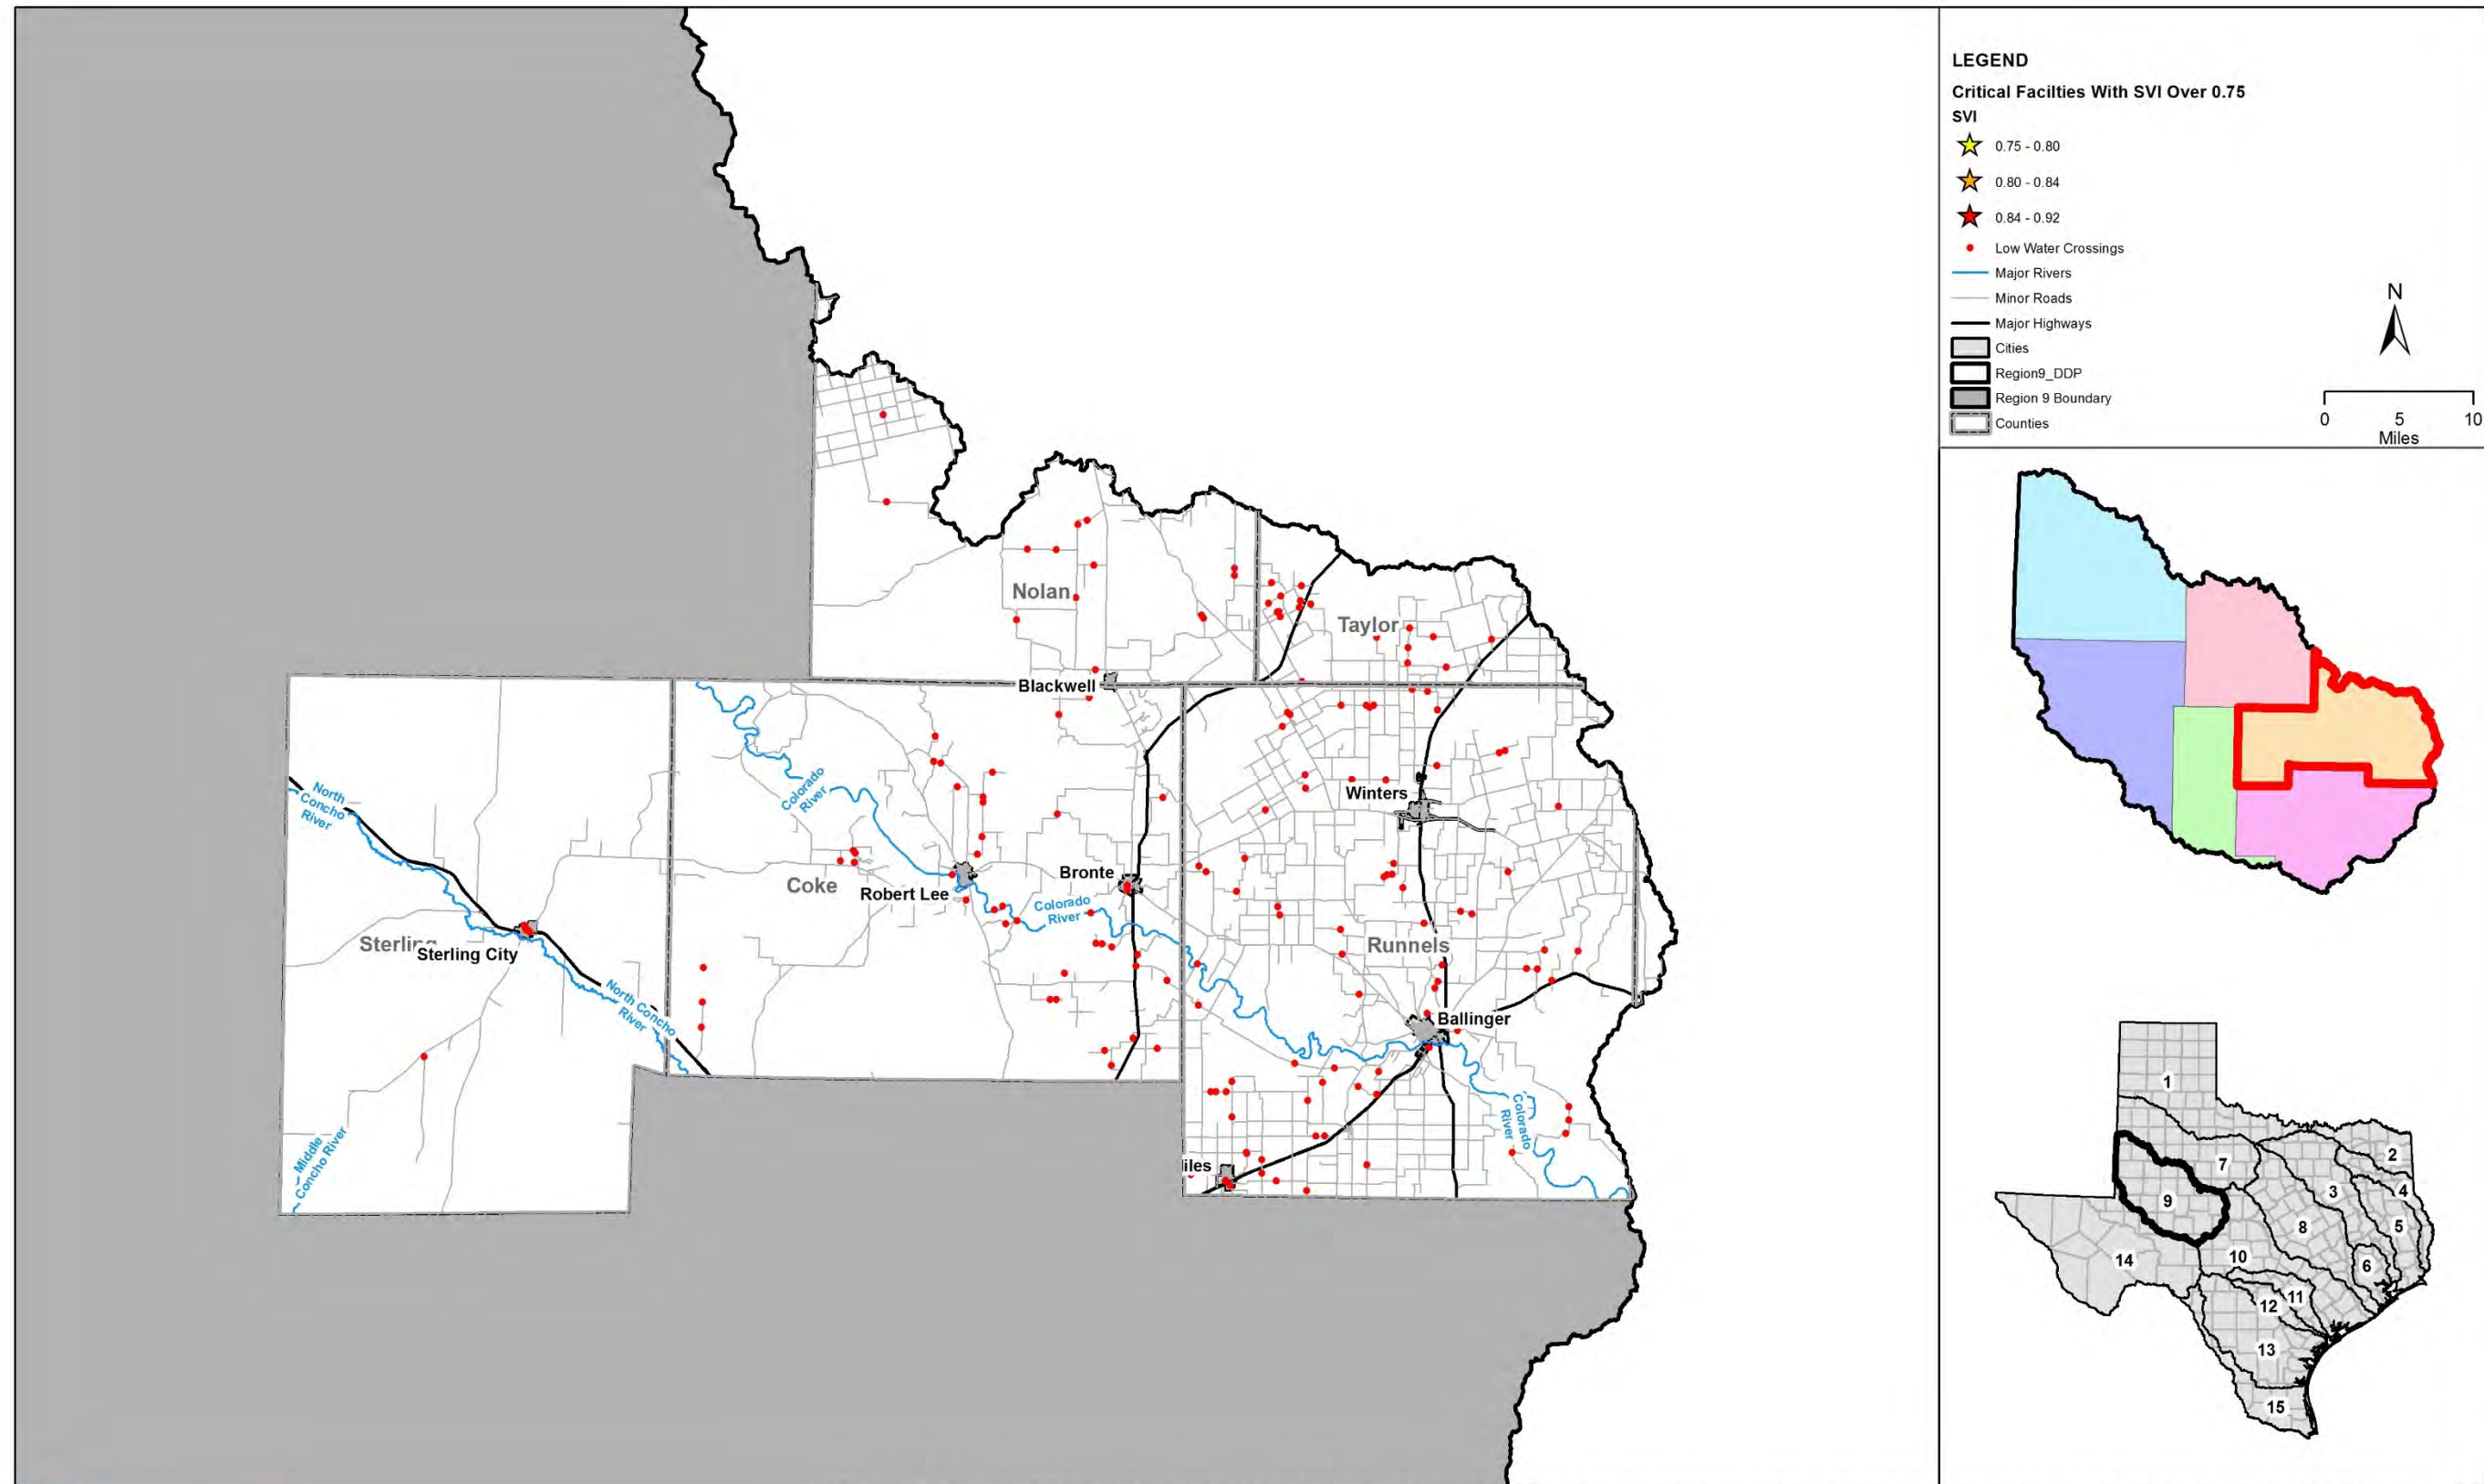 LEGEND
Critical Facilties With SVI Over 0.75
SVI
0.75 - 0.80
0.80 - 0.84
0.84 - 0.92
Low Water Crossings
Major Rivers
Minor Roads
Major Highways
Cities
Region9_DDP
Region 9 Boundary
Counties
N
0 5 10
Miles
Nolan
Taylor
Blackwell
North
Concho
River
Colorado
River
Winters
Coke
Robert Lee
Bronte
Colorado
River
Sterling
Sterling City
Runnels
North Concho
River
Ballinger
Colorado
River
Middle
Concho River
iles
1
2
7
3
4
9
8
5
14
10
6
12
11
13
15